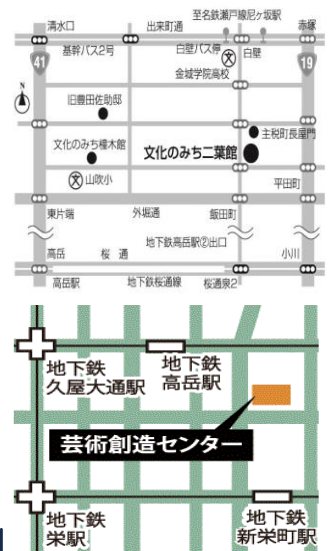 至名鉄瀬戸線尼ヶ坂駅
清水口
出来町通
赤塚
基幹バス2号
白壁バス停
白壁
文
41
金城学院高校
19
N
旧豊田佐助邸
主税町長屋門
文化のみち橦木館
文化のみち二葉館
文
山吹小
平田町
東片端
外堀通
飯田町
地下鉄高岳駅②出口
高岳
桜通
小川
高岳駅
地下鉄桜通線
桜通泉2
地下鉄
久屋大通駅
地下鉄
高岳駅
芸術創造センター
地下鉄
栄駅
地下鉄
新栄町駅